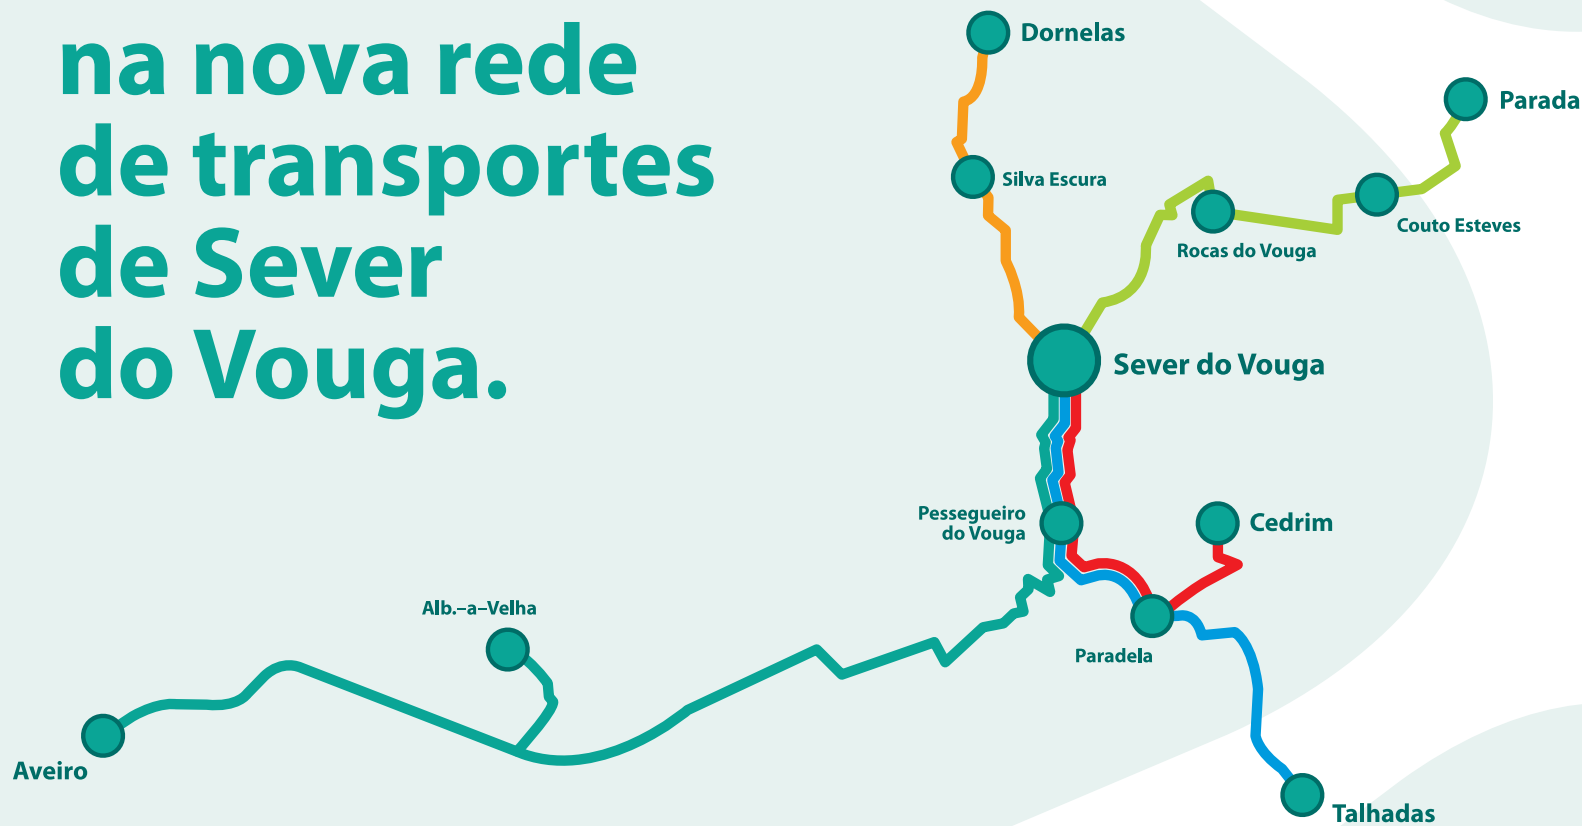 na nova rede
de transportes
de Sever
do Vouga.
Dornelas
Parada
Silva Escura
Couto Esteves
Rocas do Vouga
Sever do Vouga
Pessegueiro
do Vouga
Cedrim
Alb.–a–Velha
Paradela
Aveiro
Talhadas